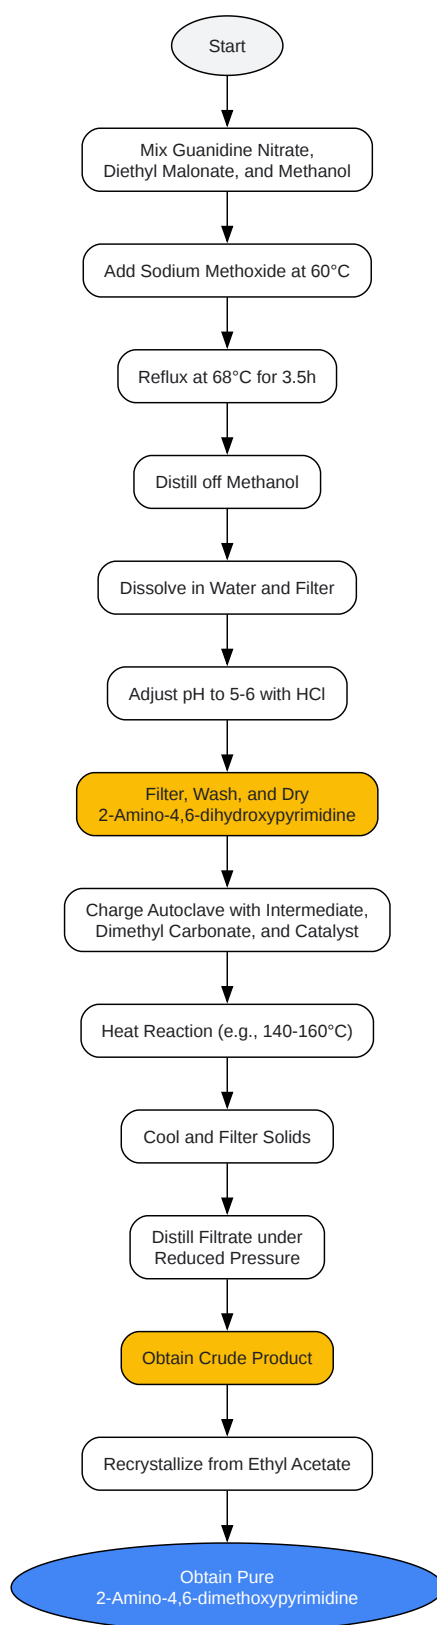 Start
Mix Guanidine Nitrate,
Diethyl Malonate, and Methanol
Add Sodium Methoxide at 60°C
Reflux at 68°C for 3.5h
Distill off Methanol
Dissolve in Water and Filter
Adjust pH to 5-6 with HCl
Filter, Wash, and Dry
2-Amino-4,6-dihydroxypyrimidine
Charge Autoclave with Intermediate,
Dimethyl Carbonate, and Catalyst
Heat Reaction (e.g., 140-160°C)
Cool and Filter Solids
Distill Filtrate under
Reduced Pressure
Obtain Crude Product
Recrystallize from Ethyl Acetate
Obtain Pure
2-Amino-4,6-dimethoxypyrimidine